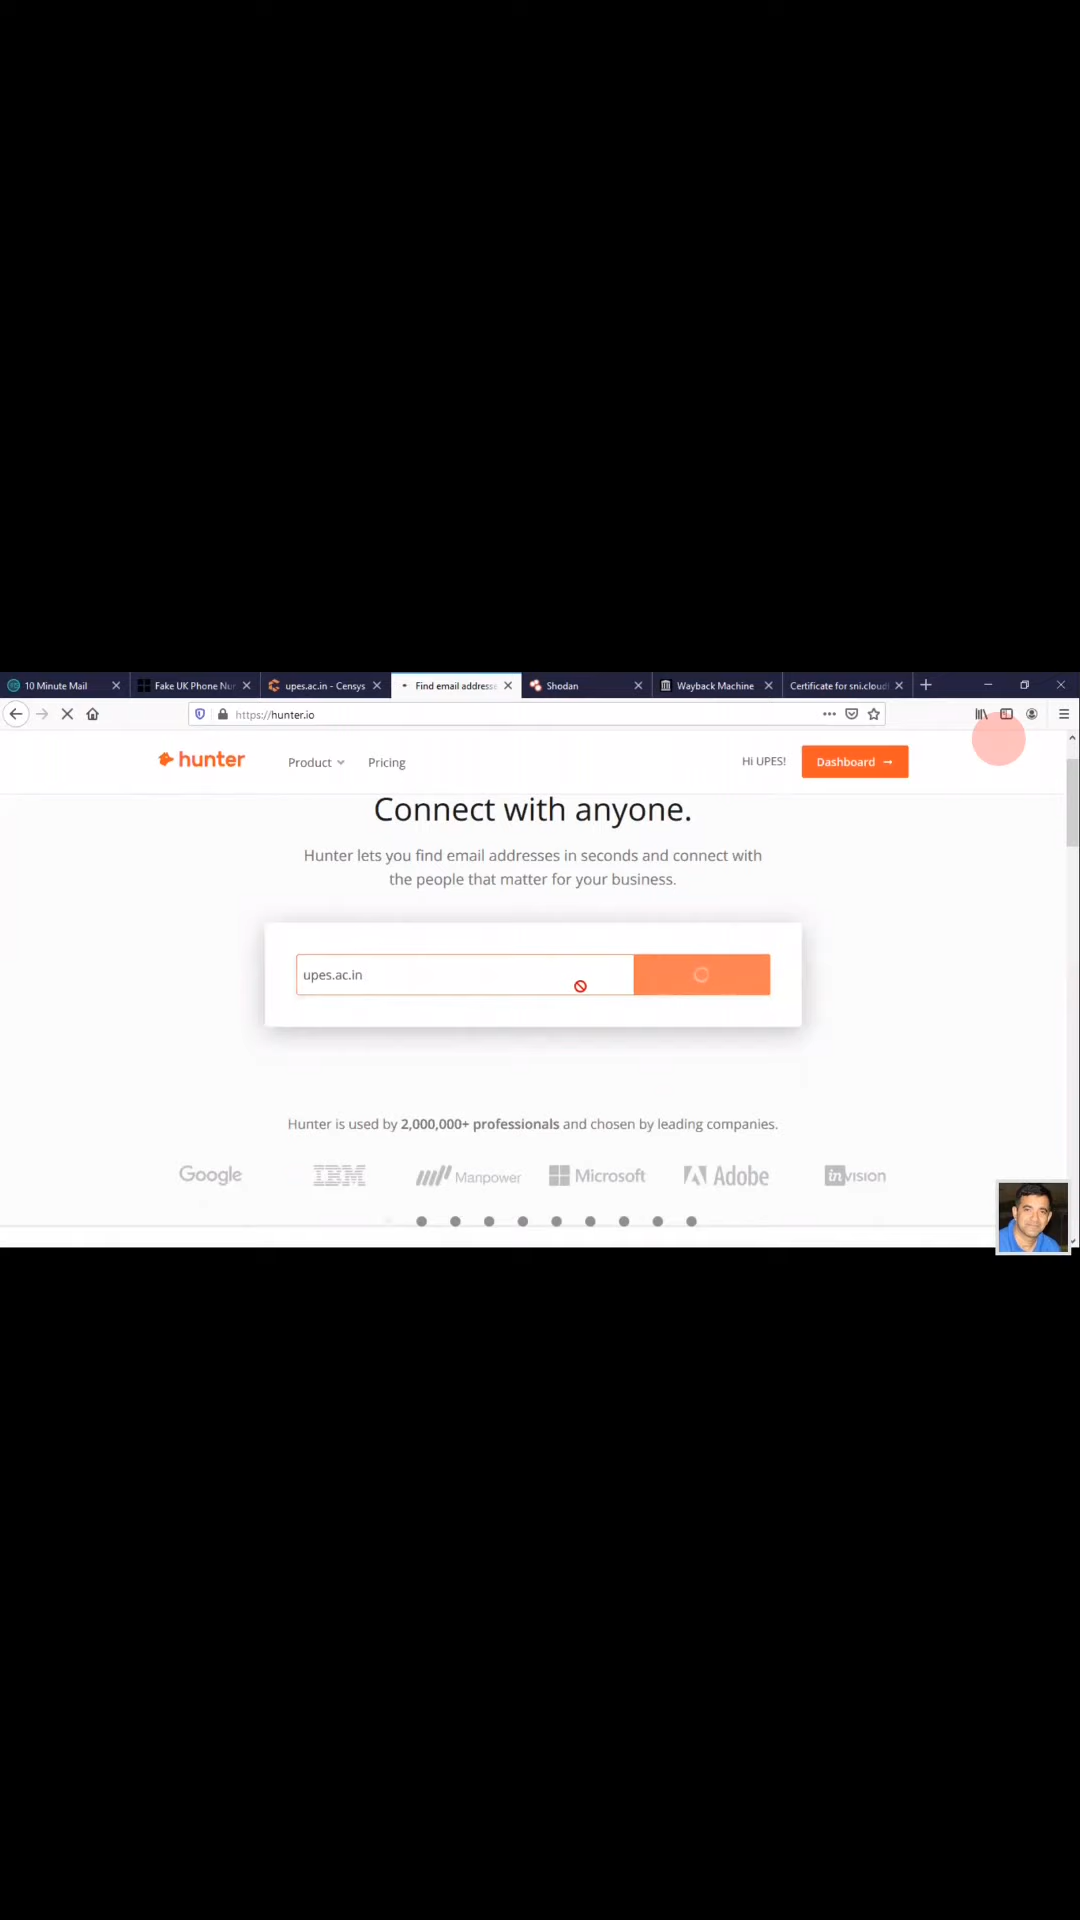 10 Minute Mail
Fake UK Phone Nu
upes.ac.in - Censys
Find email addresse
Shodan
Wayback Machine
Certificate for sni.cloudf
https://hunter.io
hunter
Product
Pricing
Hi UPES!
Dashboard →
Connect with anyone.
Hunter lets you find email addresses in seconds and connect with
the people that matter for your business.
upes.ac.in
Hunter is used by 2,000,000+ professionals and chosen by leading companies.
Google IBM Manpower Microsoft Adobe invision